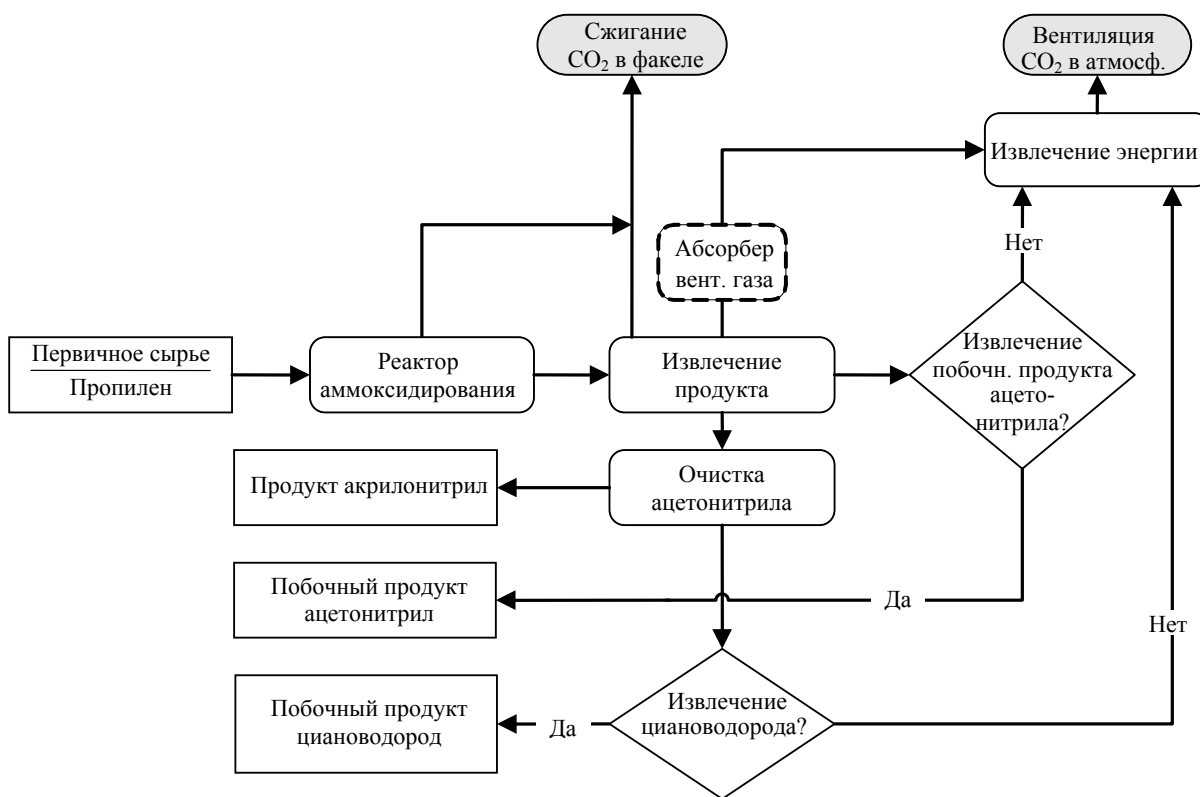 Сжигание
CO₂ в факеле
Вентиляция
CO₂ в атмосф.
Извлечение энергии
Абсорбер
вент. газа
Нет
Первичное сырье
Пропилен
Реактор
аммоксидирования
Извлечение
продукта
Извлечение
побочн. продукта
ацето-
нитрила?
Продукт акрилонитрил
Очистка
ацетонитрила
Побочный продукт
ацетонитрил
Да
Нет
Побочный продукт
циановодород
Да
Извлечение
циановодорода?